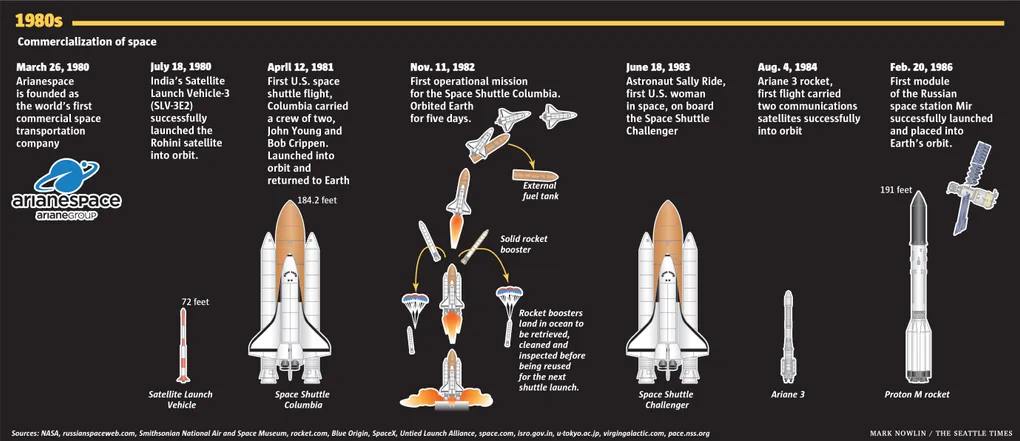 1980s
Commercialization of space
March 26, 1980
Arianespace
is founded as
the world's first
commercial space
transportation
company
arianespace
arianeGROUP
July 18, 1980
India's Satellite
Launch Vehicle-3
(SLV-3E2)
successfully
launched the
Rohini satellite
into orbit.
72 feet
Satellite Launch
Vehicle
April 12, 1981
First U.S. space
shuttle flight,
Columbia carried
a crew of two,
John Young and
Bob Crippen.
Launched into
orbit and
returned to Earth
184.2 feet
Space Shuttle
Columbia
Nov. 11, 1982
First operational mission
for the Space Shuttle Columbia.
Orbited Earth
for five days.
External
fuel tank
Solid rocket
booster
Rocket boosters
land in ocean to
be retrieved,
cleaned and
inspected before
being reused
for the next
shuttle launch.
June 18, 1983
Astronaut Sally Ride,
first U.S. woman
in space, on board
the Space Shuttle
Challenger
Space Shuttle
Challenger
Aug. 4, 1984
Ariane 3 rocket,
first flight carried
two communications
satellites successfully
into orbit
Ariane 3
Feb. 20, 1986
First module
of the Russian
space station Mir
successfully launched
and placed into
Earth's orbit.
191 feet
Proton M rocket
Sources: NASA, russianspaceweb.com, Smithsonian National Air and Space Museum, rocket.com, Blue Origin, SpaceX, Untied Launch Alliance, space.com, isro.gov.in, u-tokyo.ac.jp, virgingalactic.com, pace.nss.org
MARK NOWLIN / THE SEATTLE TIMES